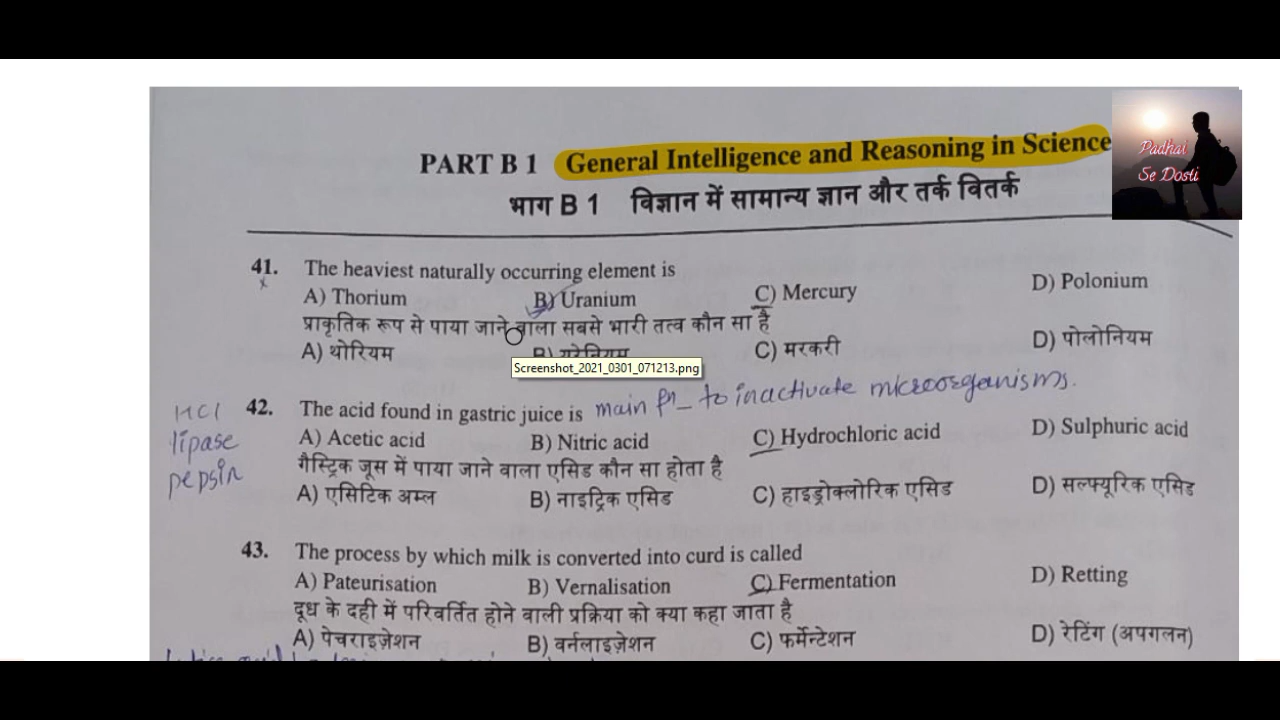 PART B 1 General Intelligence and Reasoning in Science
भाग B 1 विज्ञान में सामान्य ज्ञान और तर्क वितर्क
Padhai
Se Dosti
41. The heaviest naturally occurring element is
A) Thorium B) Uranium C) Mercury D) Polonium
प्राकृतिक रूप से पाया जाने वाला सबसे भारी तत्व कौन सा है
A) थोरियम B) यूरेनियम C) मरकरी D) पोलोनियम
Screenshot_2021_0301_071213.png
42. The acid found in gastric juice is main fn_ to inactivate microorganisms.
HCl
lipase
pepsin
A) Acetic acid B) Nitric acid C) Hydrochloric acid D) Sulphuric acid
गैस्ट्रिक जूस में पाया जाने वाला एसिड कौन सा होता है
A) एसिटिक अम्ल B) नाइट्रिक एसिड C) हाइड्रोक्लोरिक एसिड D) सल्फ्यूरिक एसिड
43. The process by which milk is converted into curd is called
A) Pateurisation B) Vernalisation C) Fermentation D) Retting
दूध के दही में परिवर्तित होने वाली प्रक्रिया को क्या कहा जाता है
A) पेचराइज़ेशन B) वर्नलाइज़ेशन C) फर्मेन्टेशन D) रेटिंग (अपगलन)